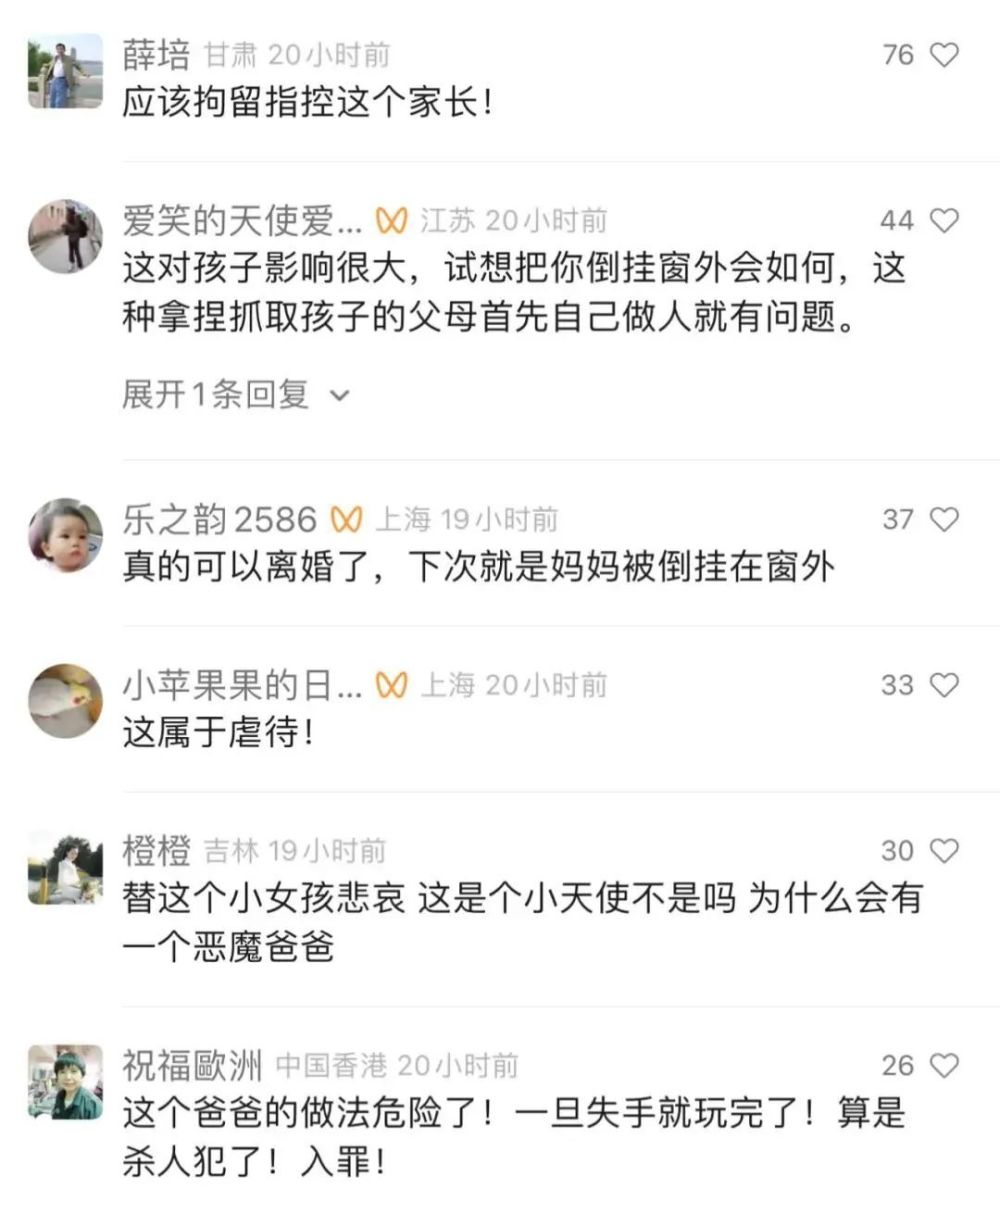 薛培 甘肃 20小时前 76
应该拘留指控这个家长！
爱笑的天使爱... 江苏 20小时前 44
这对孩子影响很大，试想把你倒挂窗外会如何，这
种拿捏抓取孩子的父母首先自己做人就有问题。
展开1条回复
乐之韵2586 上海 19小时前 37
真的可以离婚了，下次就是妈妈被倒挂在窗外
小苹果果的日... 上海 20小时前 33
这属于虐待！
橙橙 吉林 19小时前 30
替这个小女孩悲哀 这是个小天使不是吗 为什么会有
一个恶魔爸爸
祝福歐洲 中国香港 20小时前 26
这个爸爸的做法危险了！一旦失手就玩完了！算是
杀人犯了！入罪！